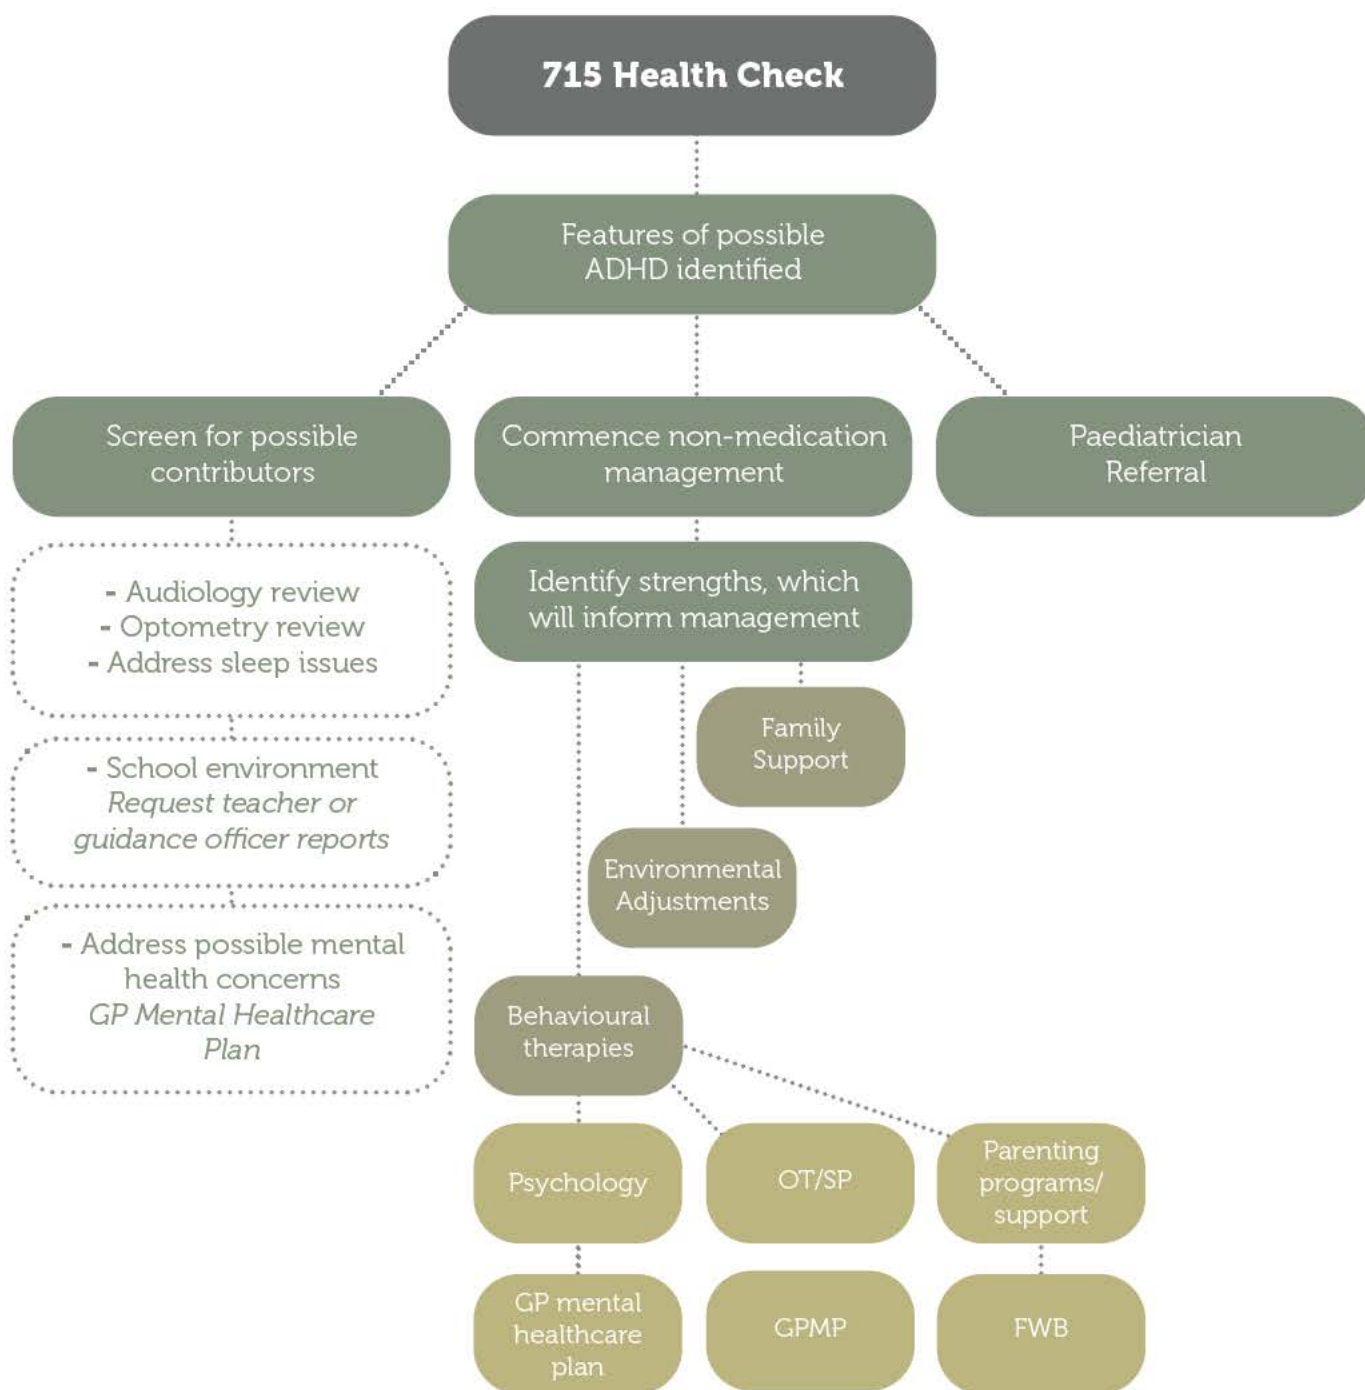 715 Health Check
Features of possible
ADHD identified
Screen for possible
contributors
Commence non-medication
management
Paediatrician
Referral
- Audiology review
- Optometry review
- Address sleep issues
Identify strengths, which
will inform management
Family
Support
- School environment
Request teacher or
guidance officer reports
Environmental
Adjustments
- Address possible mental
health concerns
GP Mental Healthcare
Plan
Behavioural
therapies
Psychology
OT/SP
Parenting
programs/
support
GP mental
healthcare
plan
GPMP
FWB